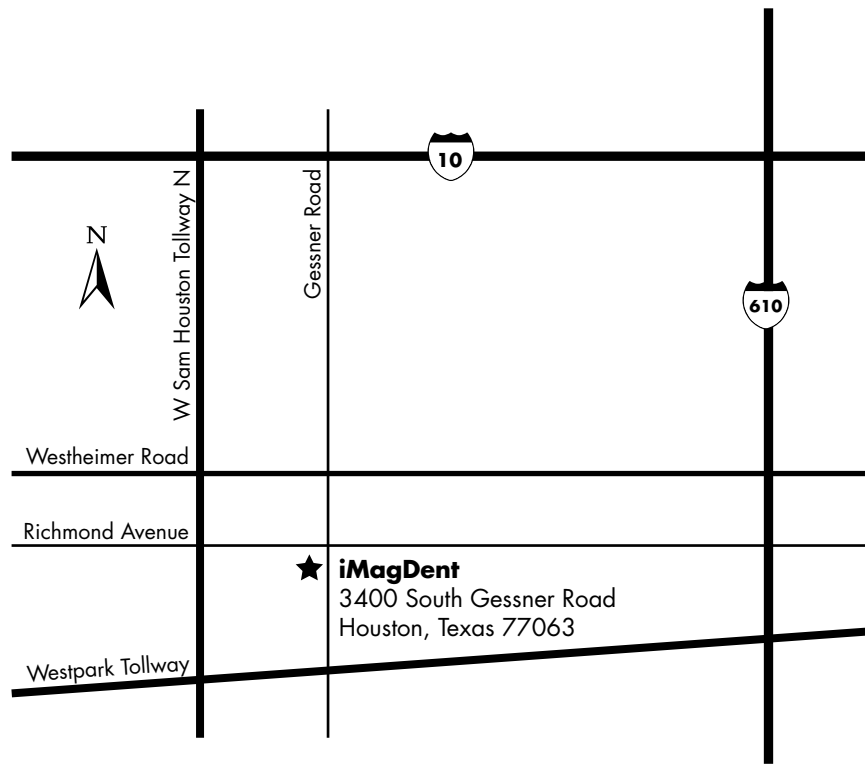 10
W Sam Houston Tollway N
Gessner Road
N
610
Westheimer Road
Richmond Avenue
iMagDent
3400 South Gessner Road
Houston, Texas 77063
Westpark Tollway